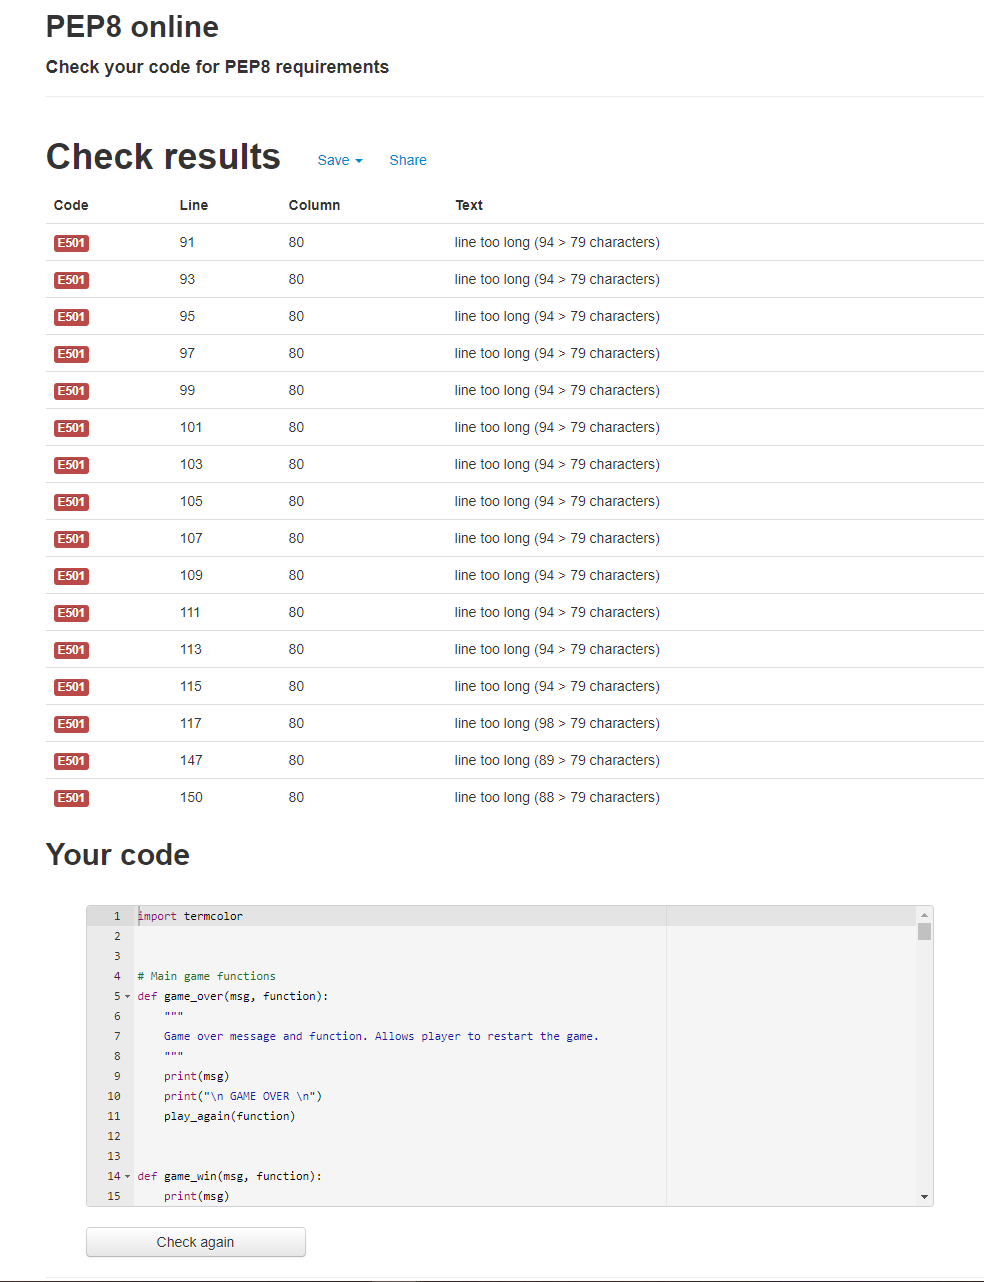 PEP8 online
Check your code for PEP8 requirements
Check results Save Share
Code Line Column Text
E501 91 80 line too long (94 > 79 characters)
E501 93 80 line too long (94 > 79 characters)
E501 95 80 line too long (94 > 79 characters)
E501 97 80 line too long (94 > 79 characters)
E501 99 80 line too long (94 > 79 characters)
E501 101 80 line too long (94 > 79 characters)
E501 103 80 line too long (94 > 79 characters)
E501 105 80 line too long (94 > 79 characters)
E501 107 80 line too long (94 > 79 characters)
E501 109 80 line too long (94 > 79 characters)
E501 111 80 line too long (94 > 79 characters)
E501 113 80 line too long (94 > 79 characters)
E501 115 80 line too long (94 > 79 characters)
E501 117 80 line too long (98 > 79 characters)
E501 147 80 line too long (89 > 79 characters)
E501 150 80 line too long (88 > 79 characters)
Your code
1 import termcolor
2
3
4 # Main game functions
5 def game_over(msg, function):
6     """
7     Game over message and function. Allows player to restart the game.
8     """
9     print(msg)
10     print("\n GAME OVER \n")
11     play_again(function)
12
13
14 def game_win(msg, function):
15     print(msg)
Check again